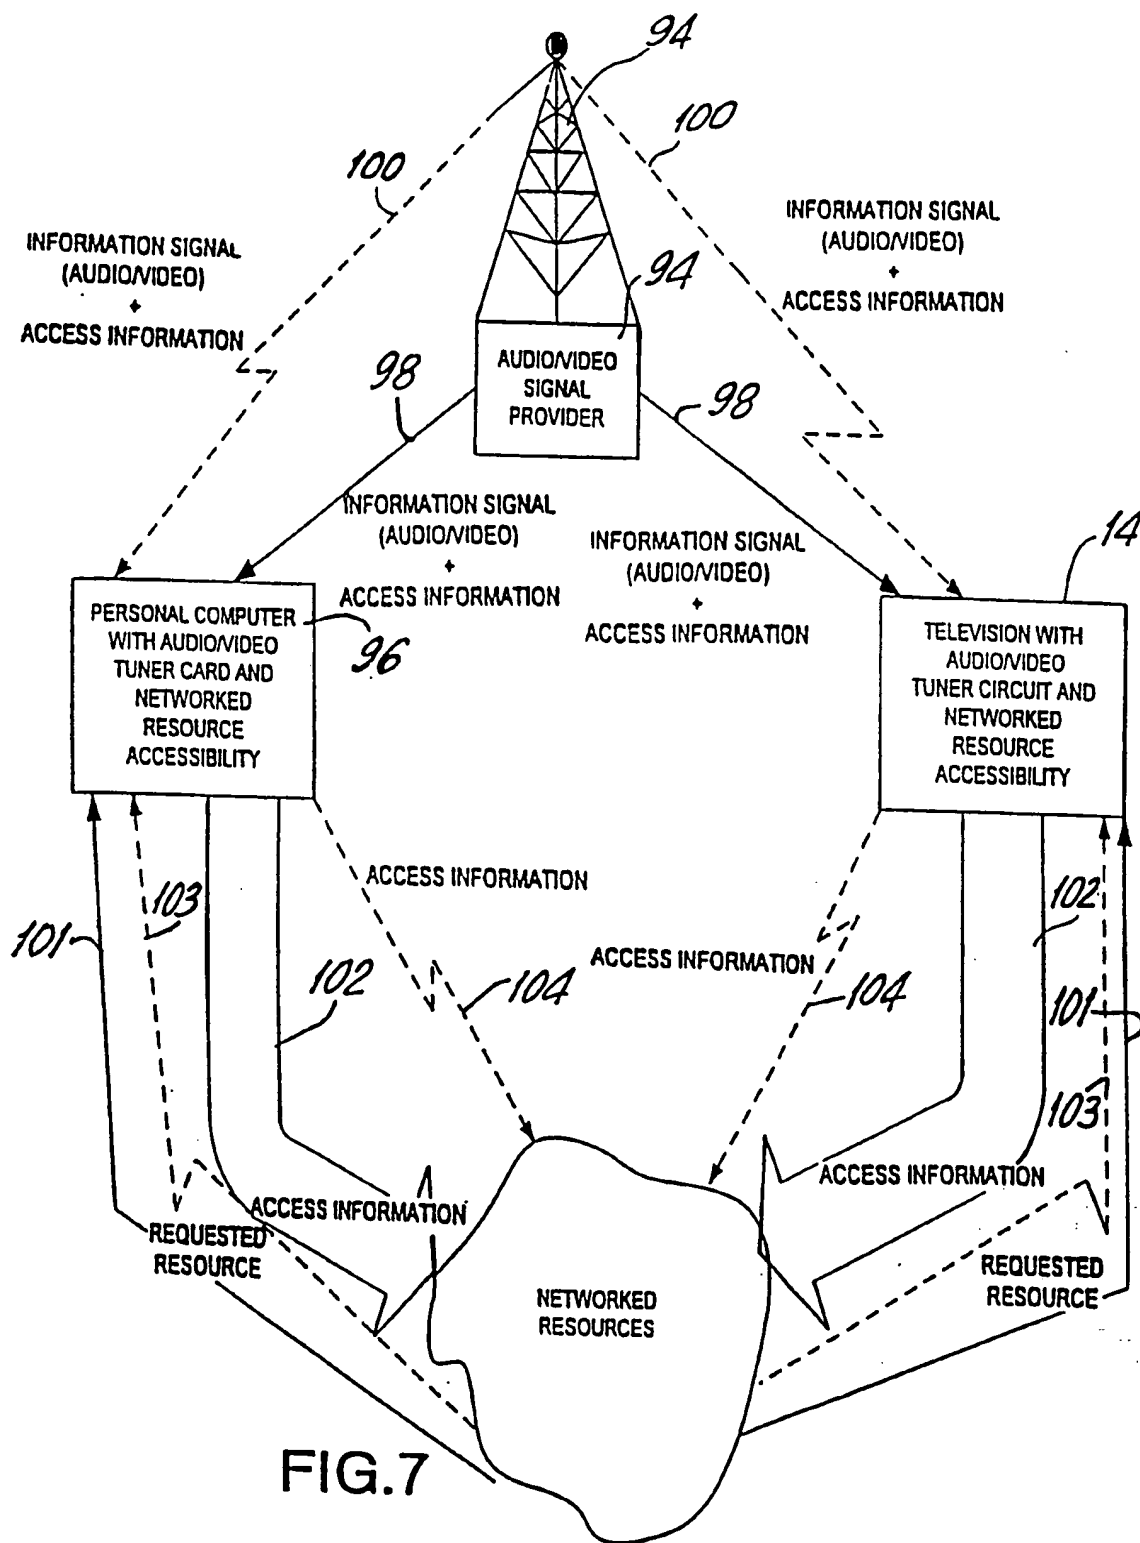 94
100
100
INFORMATION SIGNAL
(AUDIO/VIDEO)
+
ACCESS INFORMATION
INFORMATION SIGNAL
(AUDIO/VIDEO)
+
ACCESS INFORMATION
94
AUDIO/VIDEO
SIGNAL
PROVIDER
98
98
INFORMATION SIGNAL
(AUDIO/VIDEO)
+
ACCESS INFORMATION
INFORMATION SIGNAL
(AUDIO/VIDEO)
+
ACCESS INFORMATION
14
PERSONAL COMPUTER
WITH AUDIO/VIDEO
TUNER CARD AND
NETWORKED
RESOURCE
ACCESSIBILITY
96
TELEVISION WITH
AUDIO/VIDEO
TUNER CIRCUIT AND
NETWORKED
RESOURCE
ACCESSIBILITY
ACCESS INFORMATION
103
101
102
104
ACCESS INFORMATION
104
102
101
103
ACCESS INFORMATION
REQUESTED
RESOURCE
ACCESS INFORMATION
REQUESTED
RESOURCE
NETWORKED
RESOURCES
FIG.7